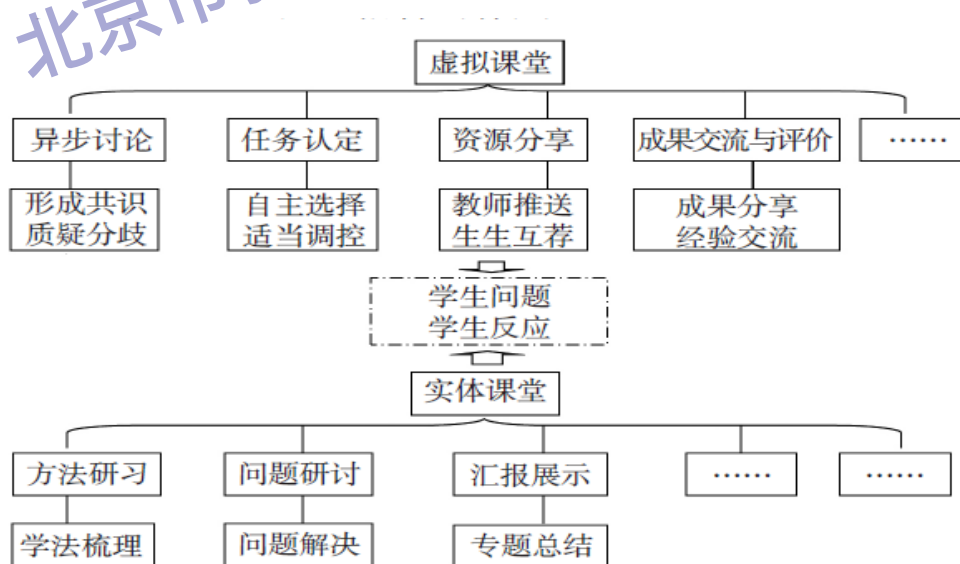 北京市
虚拟课堂
异步讨论 任务认定 资源分享 成果交流与评价 ……
形成共识 自主选择 教师推送 成果分享
质疑分歧 适当调控 生生互荐 经验交流
学生问题
学生反应
实体课堂
方法研习 问题研讨 汇报展示 …… ……
学法梳理 问题解决 专题总结